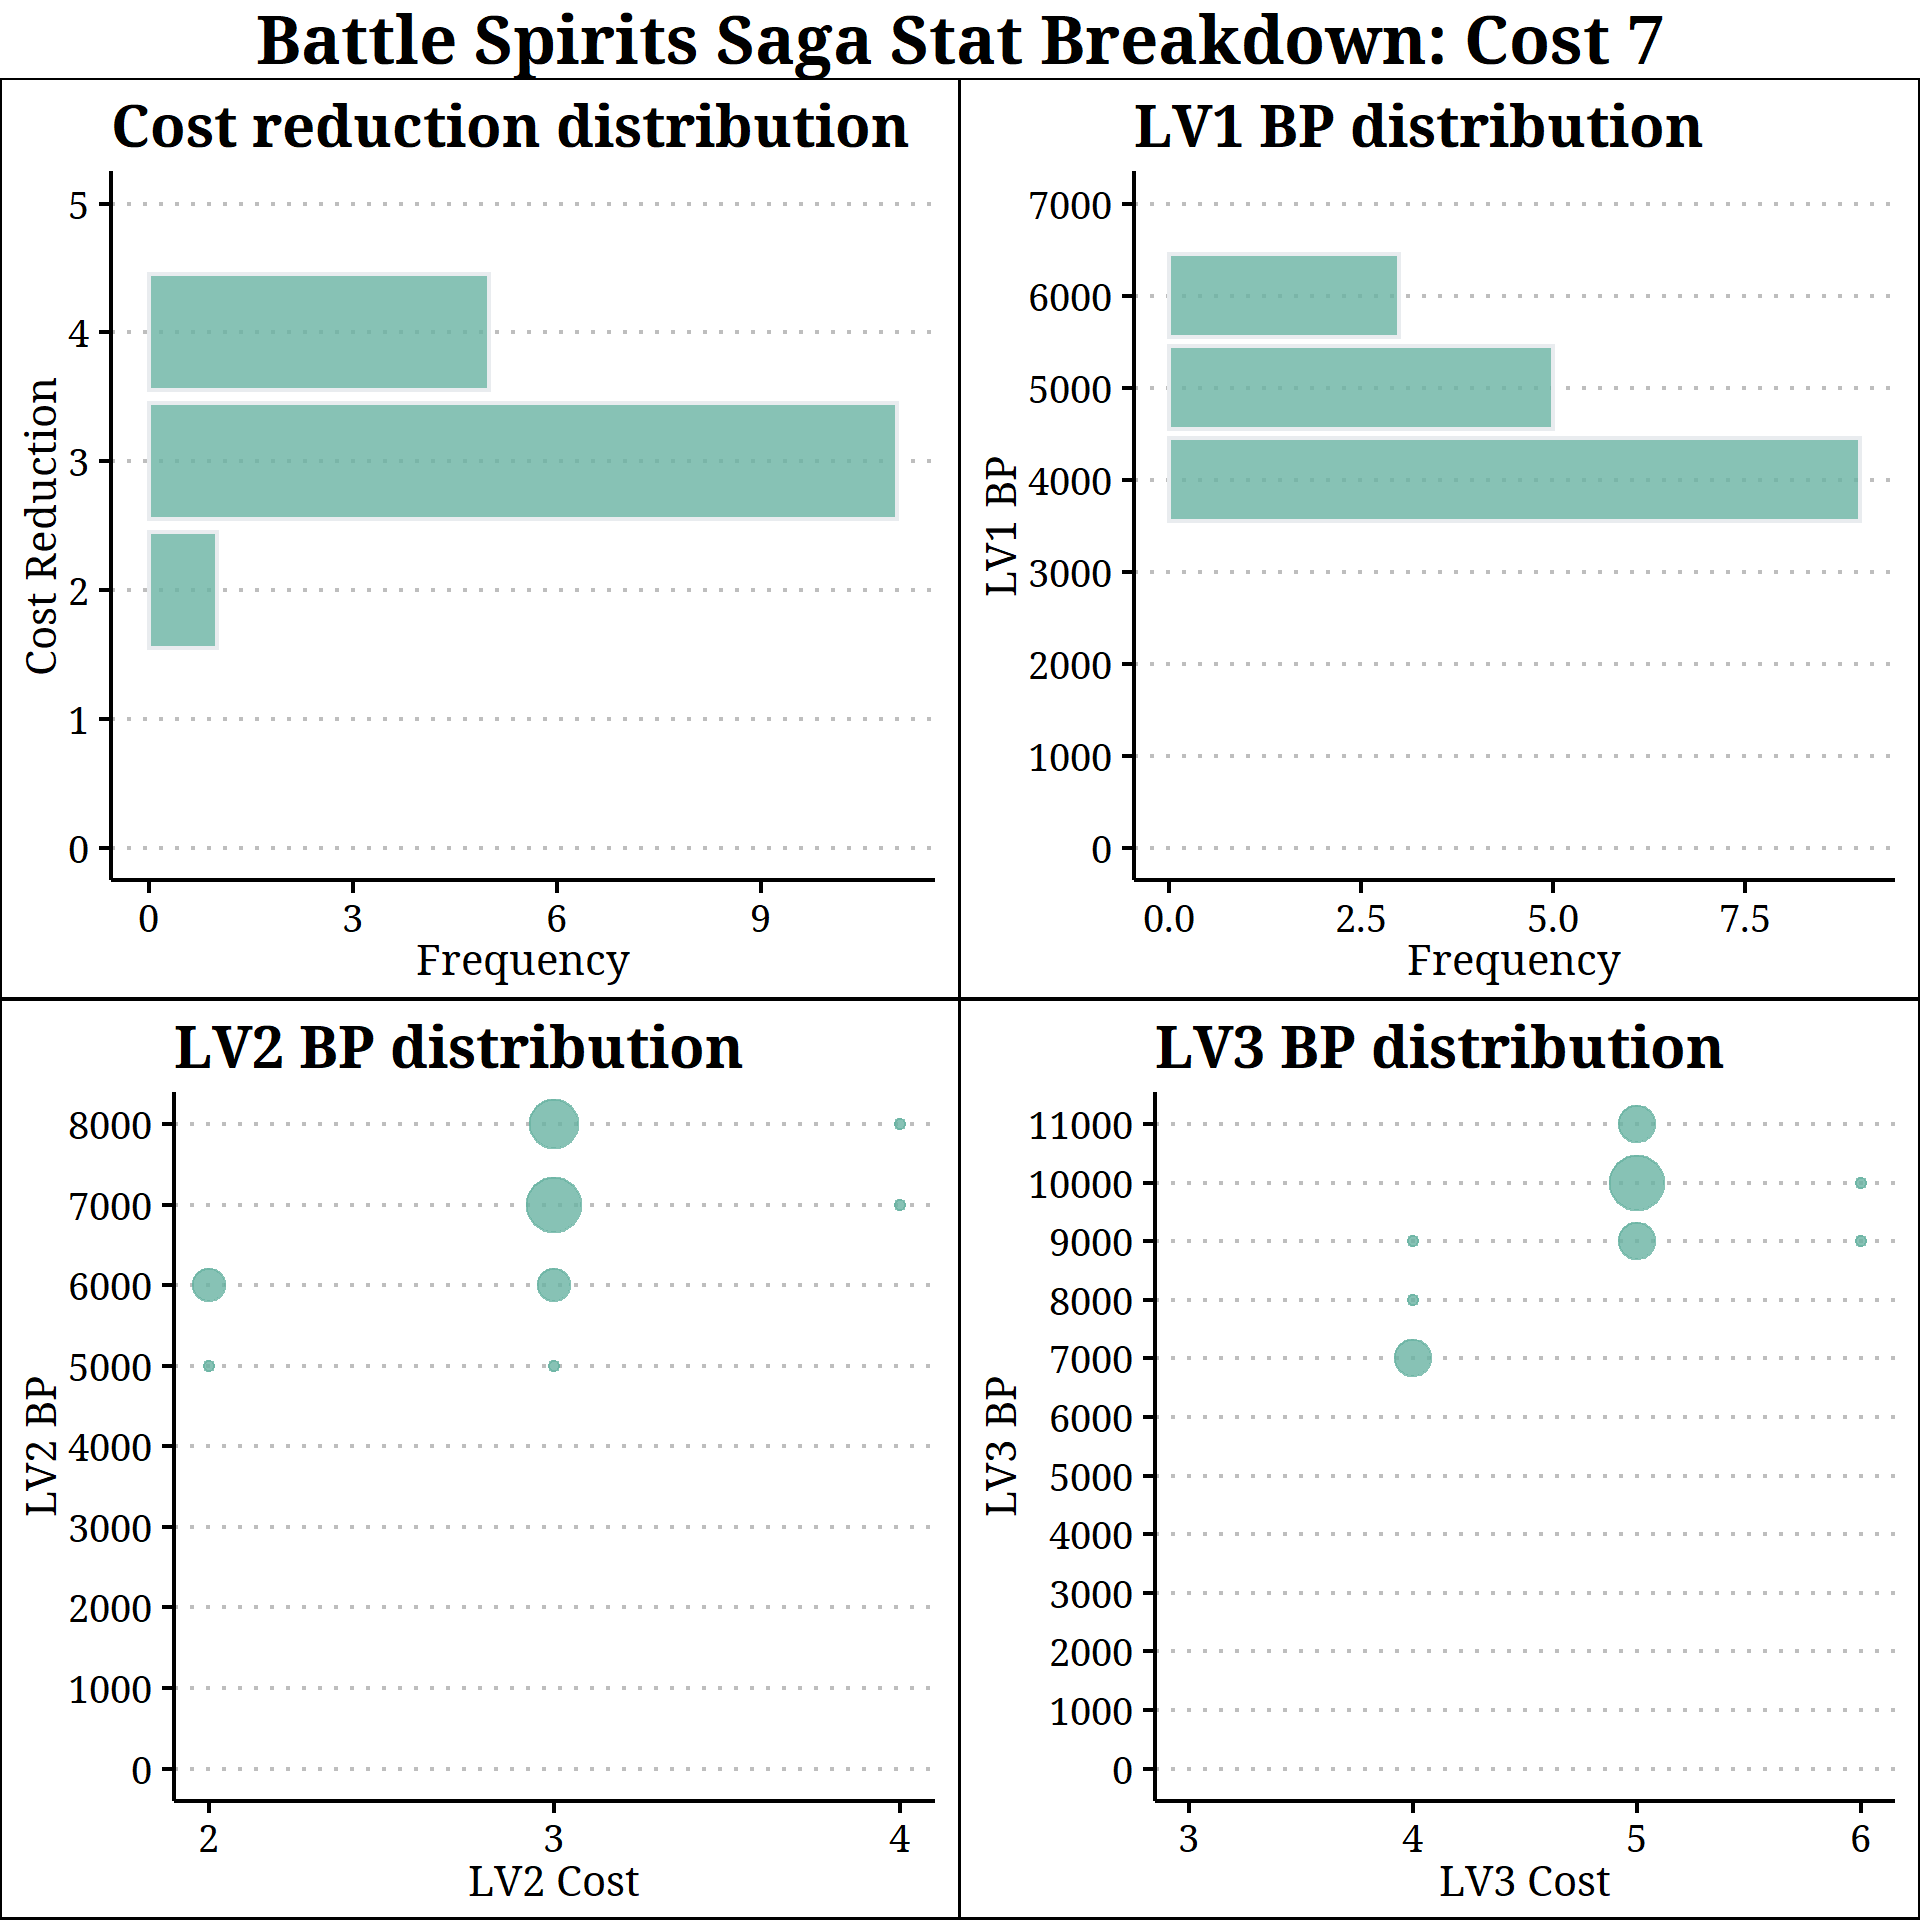 Battle Spirits Saga Stat Breakdown: Cost 7
Cost reduction distribution
5
4
3
2
1
0
Cost Reduction
0 3 6 9
Frequency
LV1 BP distribution
7000
6000
5000
4000
3000
2000
1000
0
LV1 BP
0.0 2.5 5.0 7.5
Frequency
LV2 BP distribution
8000
7000
6000
5000
4000
3000
2000
1000
0
LV2 BP
2 3 4
LV2 Cost
LV3 BP distribution
11000
10000
9000
8000
7000
6000
5000
4000
3000
2000
1000
0
LV3 BP
3 4 5 6
LV3 Cost